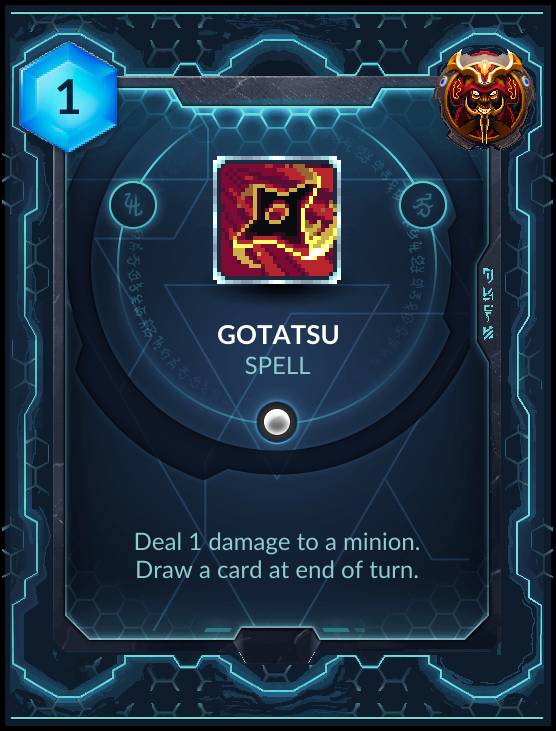 1
GOTATSU
SPELL
Deal 1 damage to a minion.
Draw a card at end of turn.